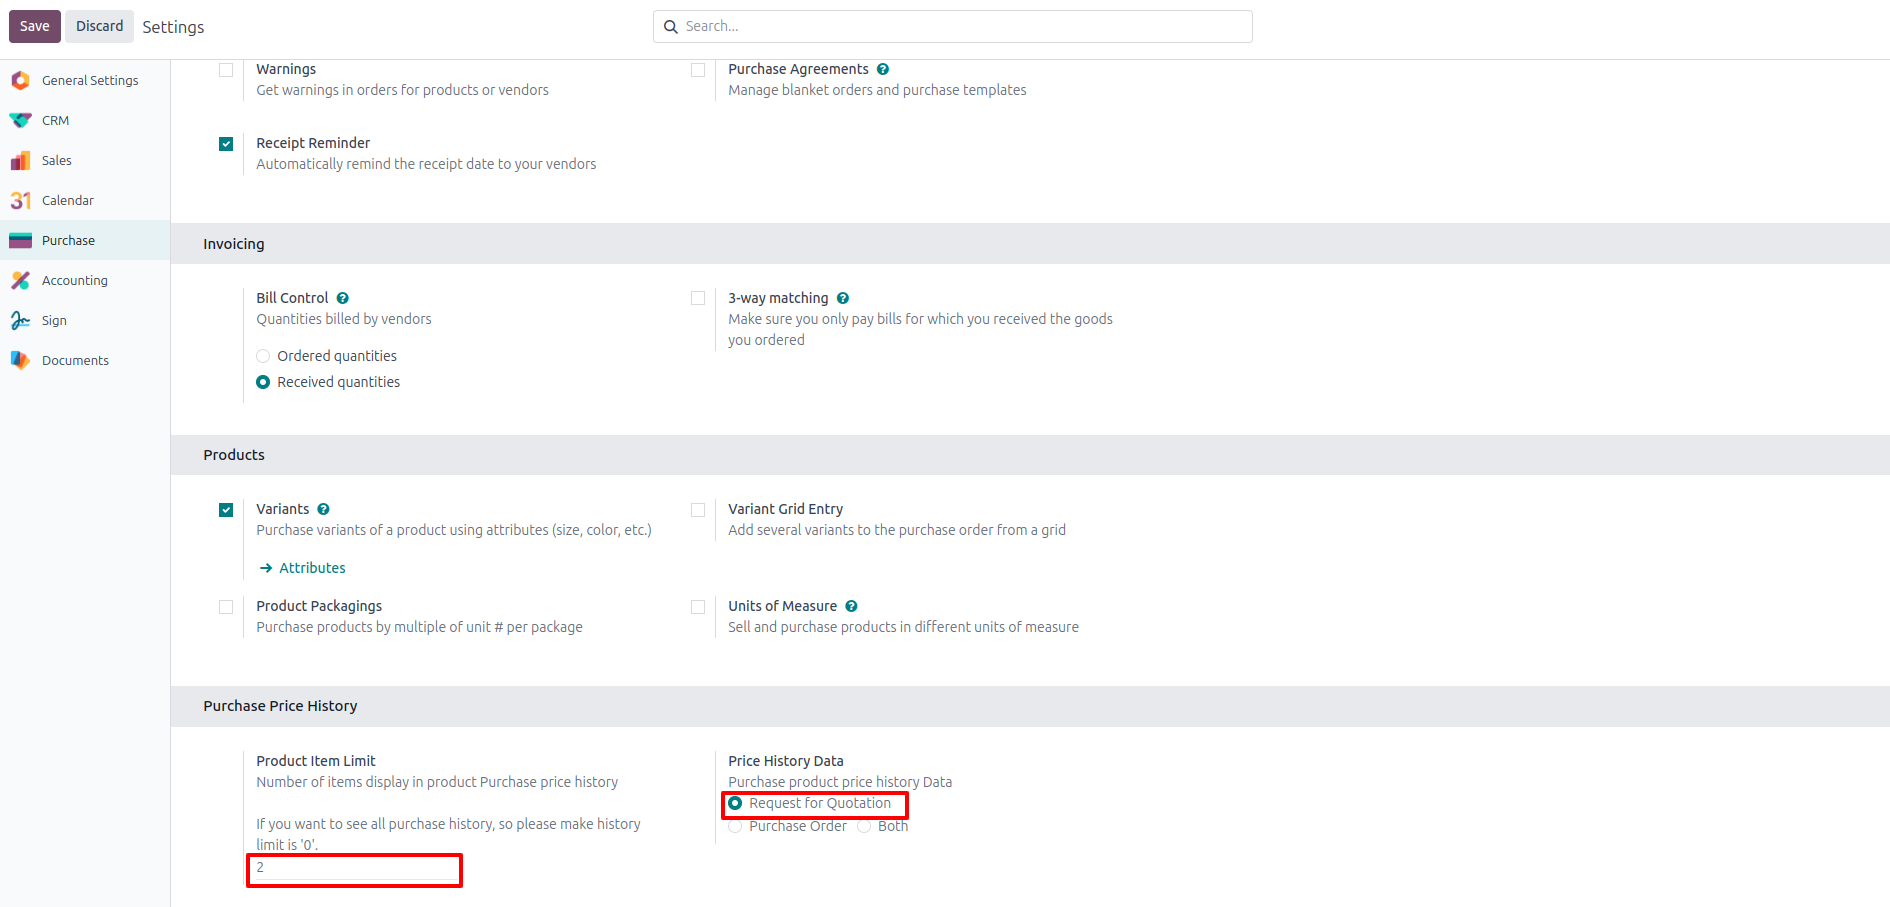 Save
Discard
Settings
Search...
General Settings
CRM
Sales
31 Calendar
Purchase
Accounting
Sign
Documents
Warnings
Get warnings in orders for products or vendors
Purchase Agreements ?
Manage blanket orders and purchase templates
Receipt Reminder
Automatically remind the receipt date to your vendors
Invoicing
Bill Control ?
Quantities billed by vendors
Ordered quantities
Received quantities
3-way matching ?
Make sure you only pay bills for which you received the goods
you ordered
Products
Variants ?
Purchase variants of a product using attributes (size, color, etc.)
→ Attributes
Variant Grid Entry
Add several variants to the purchase order from a grid
Product Packagings
Purchase products by multiple of unit # per package
Units of Measure ?
Sell and purchase products in different units of measure
Purchase Price History
Product Item Limit
Number of items display in product Purchase price history
If you want to see all purchase history, so please make history
limit is '0'.
2
Price History Data
Purchase product price history Data
Request for Quotation
Purchase Order Both